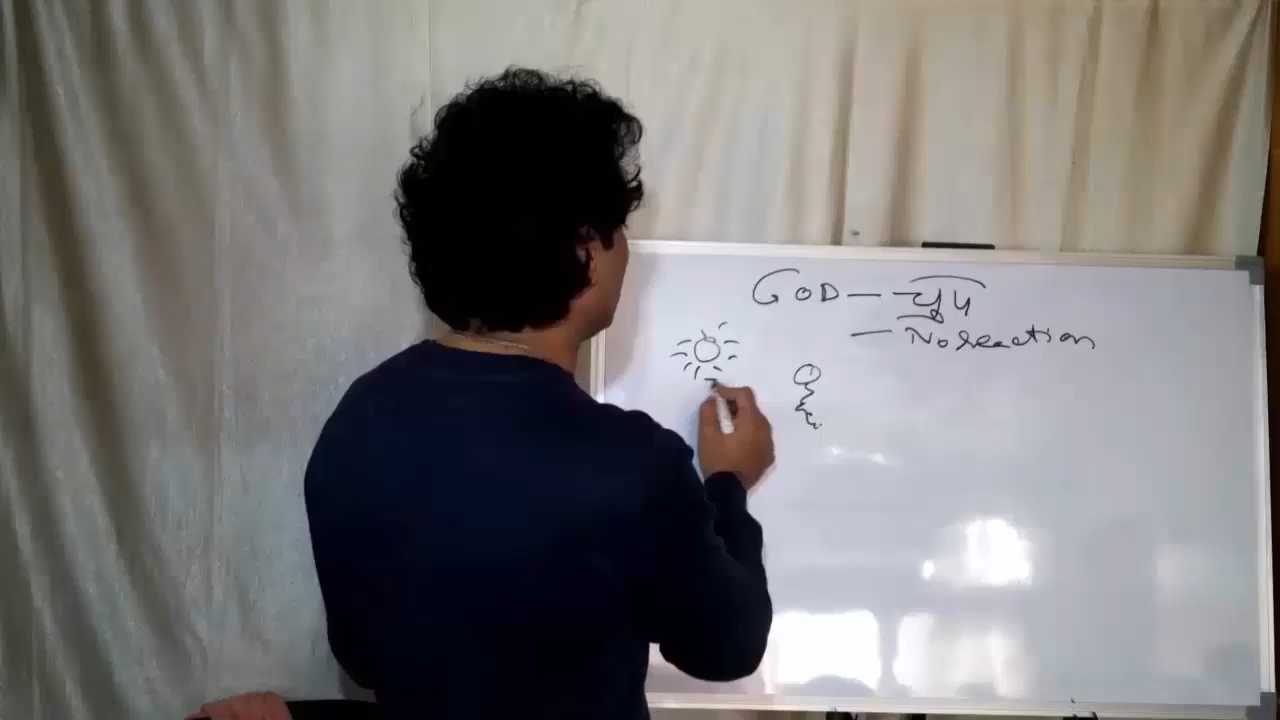 GOD — चुप
— No reaction